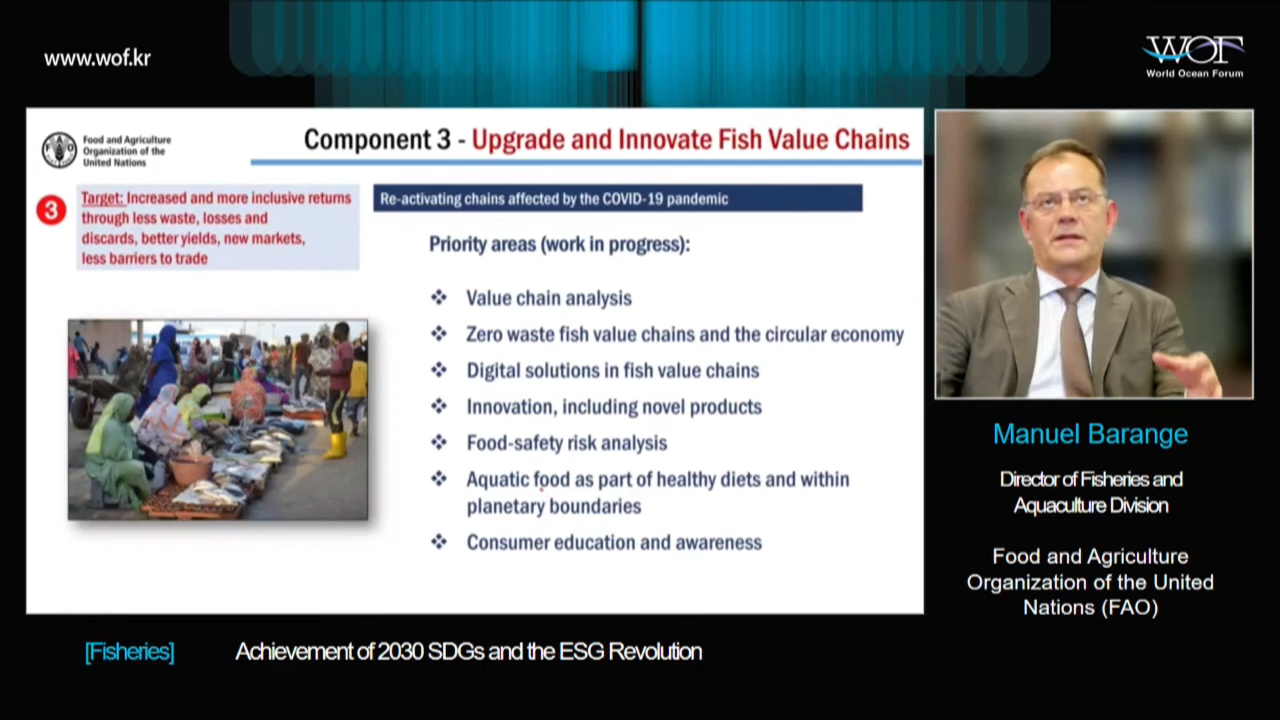 www.wof.kr
WOF
World Ocean Forum
F A O
Food and Agriculture
Organization of the
United Nations
Component 3 - Upgrade and Innovate Fish Value Chains
3
Target: Increased and more inclusive returns
through less waste, losses and
discards, better yields, new markets,
less barriers to trade
Re-activating chains affected by the COVID-19 pandemic
Priority areas (work in progress):
❖ Value chain analysis
❖ Zero waste fish value chains and the circular economy
❖ Digital solutions in fish value chains
❖ Innovation, including novel products
❖ Food-safety risk analysis
❖ Aquatic food as part of healthy diets and within
planetary boundaries
❖ Consumer education and awareness
Manuel Barange
Director of Fisheries and
Aquaculture Division
Food and Agriculture
Organization of the United
Nations (FAO)
[Fisheries] Achievement of 2030 SDGs and the ESG Revolution